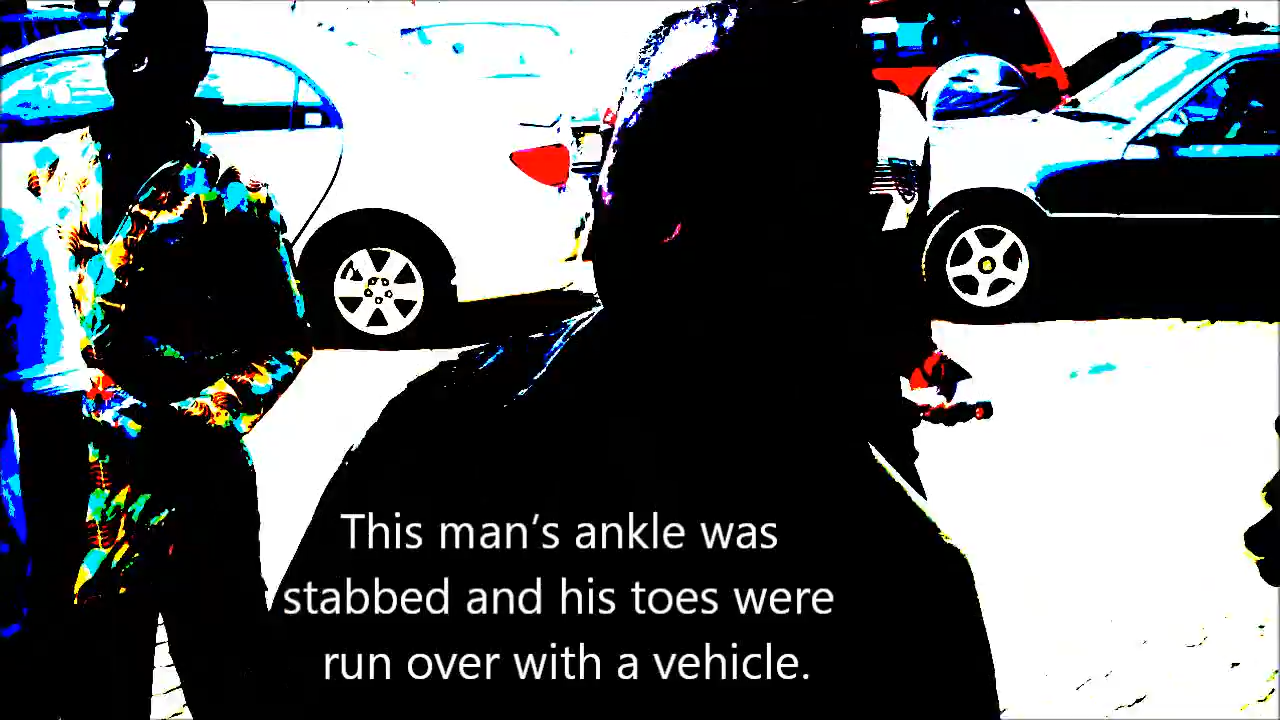 This man’s ankle was
stabbed and his toes were
run over with a vehicle.